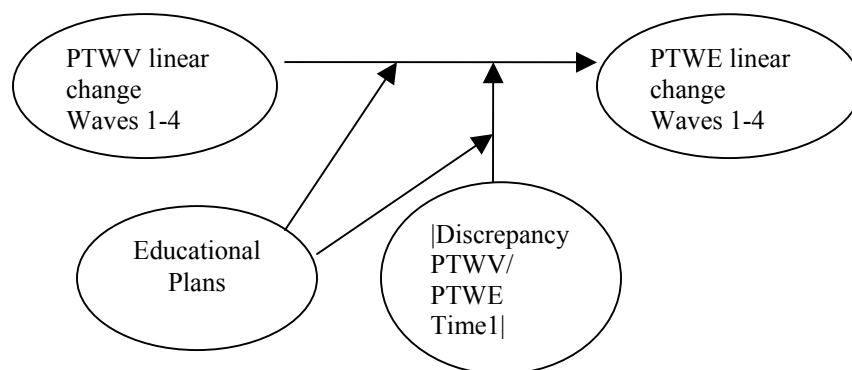 PTWV linear
change
Waves 1-4
PTWE linear
change
Waves 1-4
Educational
Plans
|Discrepancy
PTWV/
PTWE
Time1|